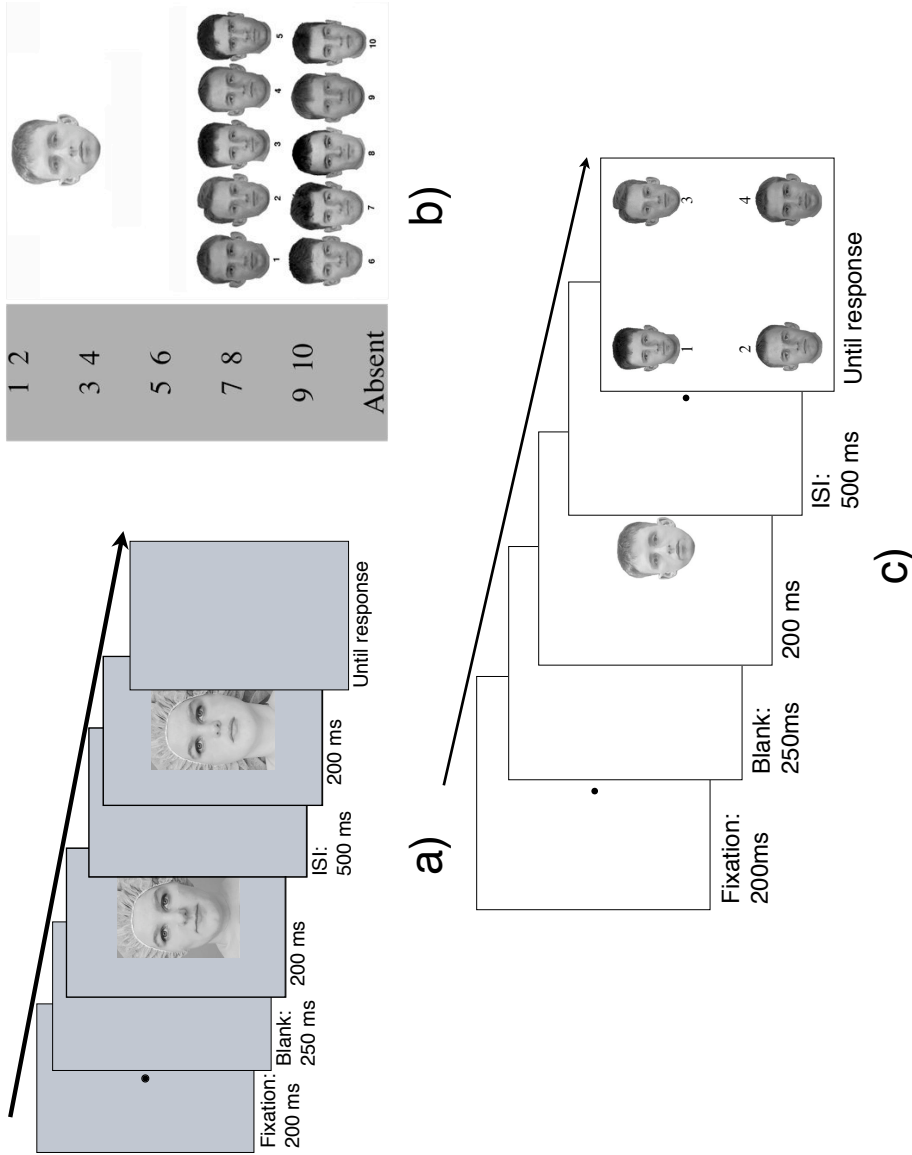 Fixation:
200 ms
Blank:
250 ms
200 ms
ISI:
500 ms
200 ms
Until response
a)
1 2
3 4
5 6
7 8
9 10
Absent
1 2 3 4 5
6 7 8 9 10
b)
Fixation:
200ms
Blank:
250ms
200 ms
ISI:
500 ms
1 3
2 4
Until response
c)